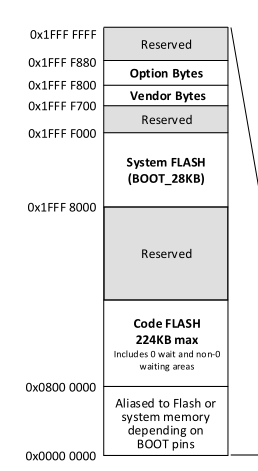 0x1FFF FFFF
Reserved
0x1FFF F880
Option Bytes
0x1FFF F800
Vendor Bytes
0x1FFF F700
Reserved
0x1FFF F000
System FLASH
(BOOT_28KB)
0x1FFF 8000
Reserved
Code FLASH
224KB max
Includes 0 wait and non-0
waiting areas
0x0800 0000
Aliased to Flash or
system memory
depending on
BOOT pins
0x0000 0000